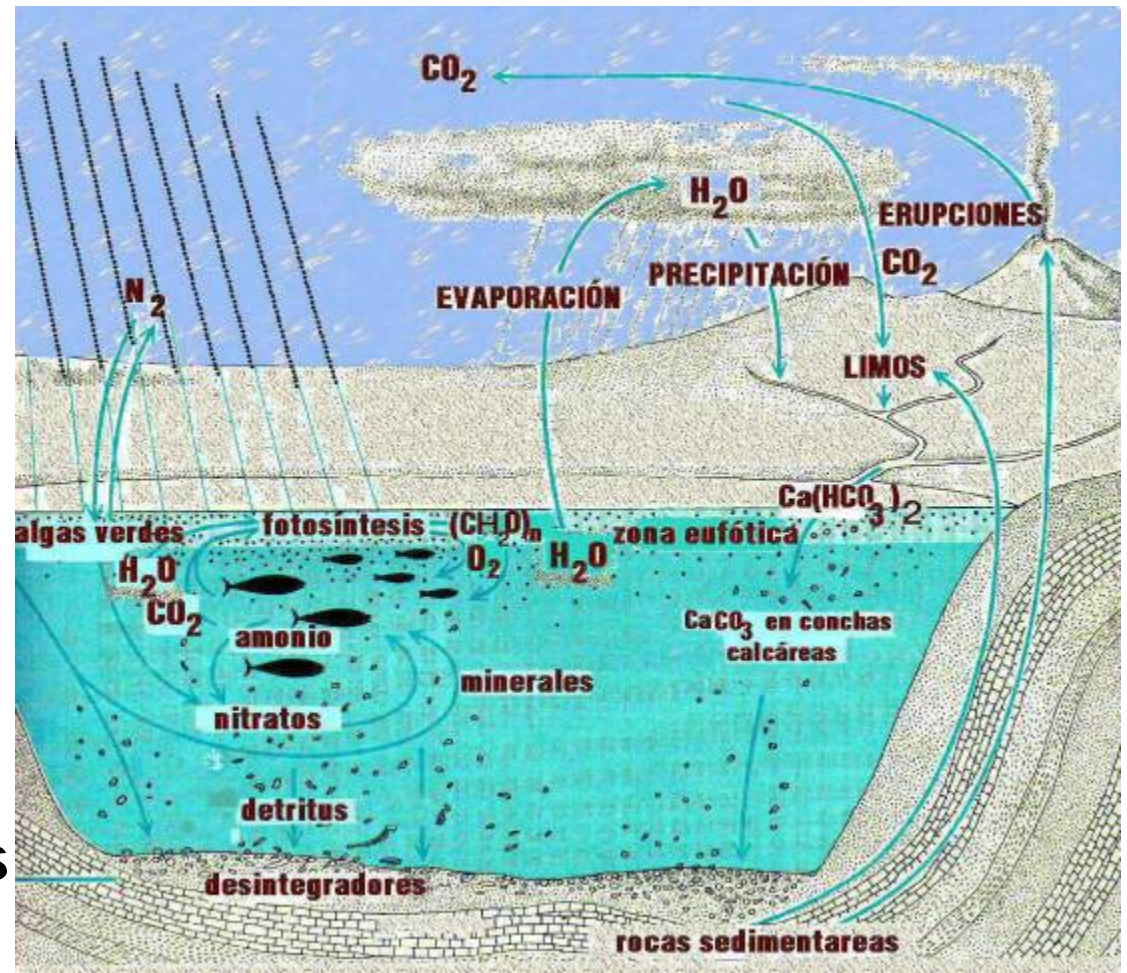 CO2
H2O
ERUPCIONES
PRECIPITACIÓN
CO2
EVAPORACIÓN
N2
LIMOS
Ca(HCO3)2
algas verdes
fotosíntesis
(CH2O)n
zona eufótica
H2O
O2
H2O
CO2
amonio
CaCO3 en conchas
calcáreas
minerales
nitratos
detritus
s
desintegradores
rocas sedimentareas